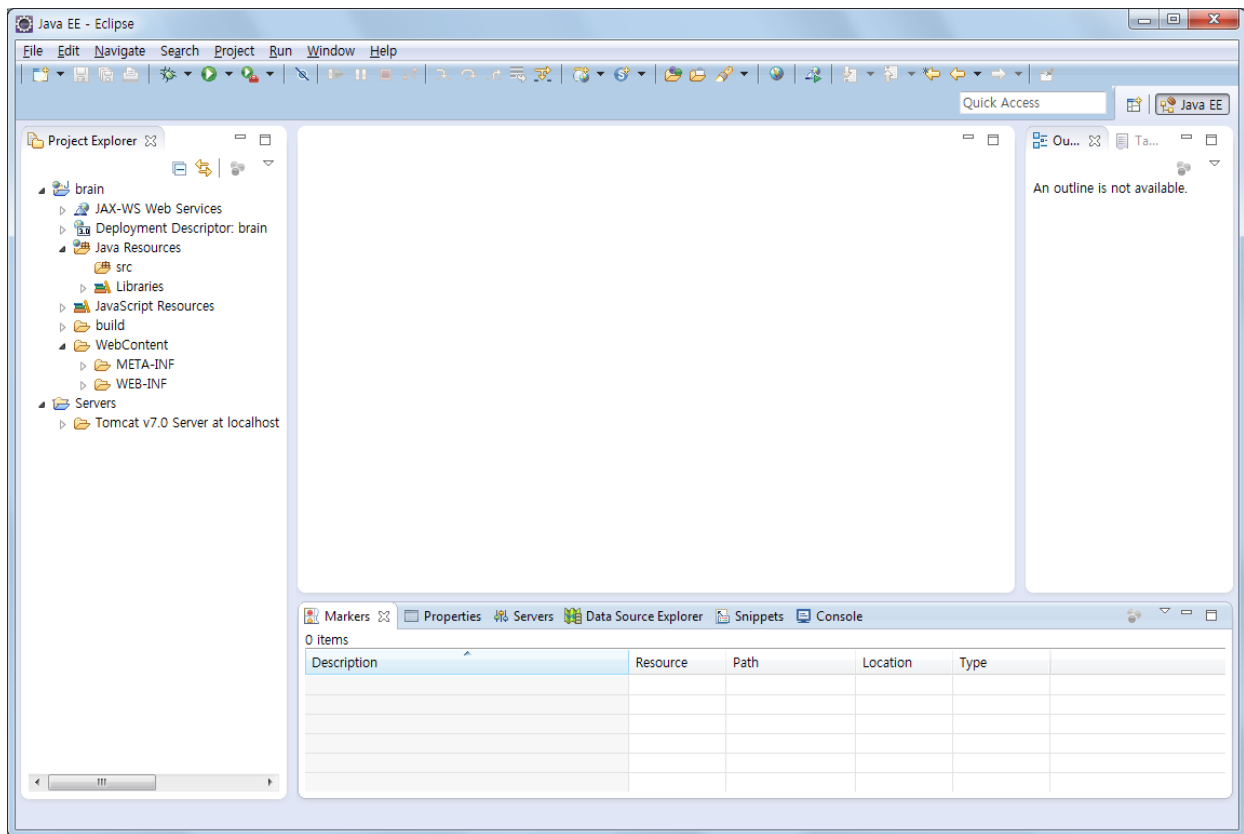 Java EE - Eclipse
File Edit Navigate Search Project Run Window Help
Quick Access
Java EE
Project Explorer
brain
JAX-WS Web Services
3.0 Deployment Descriptor: brain
Java Resources
src
Libraries
JavaScript Resources
build
WebContent
META-INF
WEB-INF
Servers
Tomcat v7.0 Server at localhost
Ou... Ta...
An outline is not available.
Markers Properties Servers Data Source Explorer Snippets Console
0 items
Description Resource Path Location Type